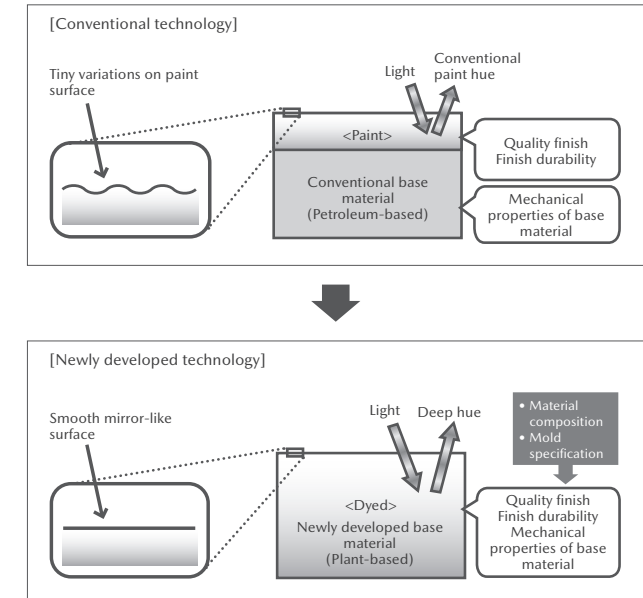 [Conventional technology]
Tiny variations on paint
surface
Light
Conventional
paint hue
<Paint>
Quality finish
Finish durability
Conventional base
material
(Petroleum-based)
Mechanical
properties of base
material
[Newly developed technology]
Smooth mirror-like
surface
Light
Deep hue
• Material
composition
• Mold
specification
<Dyed>
Newly developed base
material
(Plant-based)
Quality finish
Finish durability
Mechanical
properties of base
material